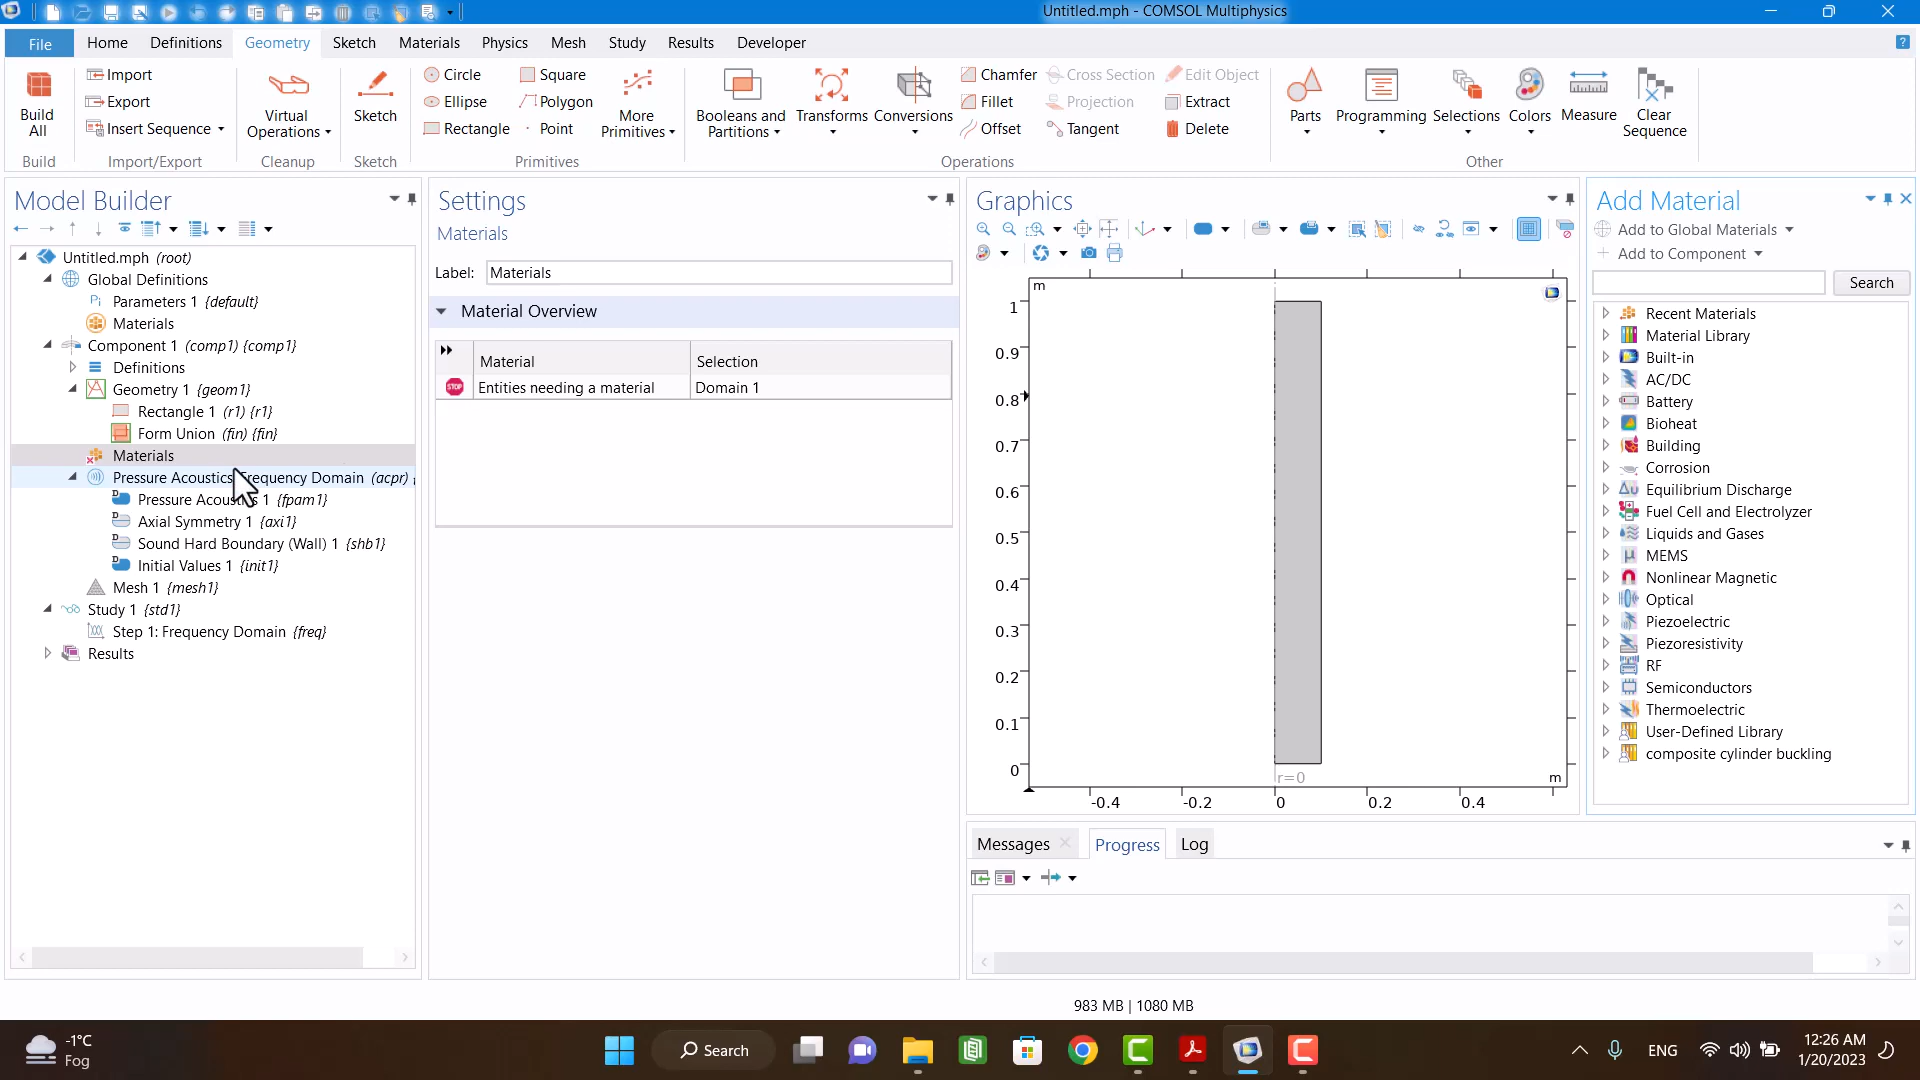 Untitled.mph - COMSOL Multiphysics
File Home Definitions Geometry Sketch Materials Physics Mesh Study Results Developer
Build All
Build
Import
Export
Insert Sequence
Import/Export
Virtual Operations
Cleanup
Sketch
Sketch
Circle
Ellipse
Rectangle
Square
Polygon
Point
More Primitives
Primitives
Booleans and Partitions
Transforms
Conversions
Chamfer
Fillet
Offset
Cross Section
Projection
Tangent
Edit Object
Extract
Delete
Operations
Parts
Programming
Selections
Colors
Measure
Clear Sequence
Other
Model Builder
Untitled.mph (root)
Global Definitions
Parameters 1 {default}
Materials
Component 1 (comp1) {comp1}
Definitions
Geometry 1 {geom1}
Rectangle 1 (r1) {r1}
Form Union (fin) {fin}
Materials
Pressure Acoustics, Frequency Domain (acpr)
Pressure Acoustics 1 {fpam1}
Axial Symmetry 1 {axi1}
Sound Hard Boundary (Wall) 1 {shb1}
Initial Values 1 {init1}
Mesh 1 {mesh1}
Study 1 {std1}
Step 1: Frequency Domain {freq}
Results
Settings
Materials
Label: Materials
Material Overview
Material Selection
STOP Entities needing a material Domain 1
Graphics
m
1
0.9
0.8
0.7
0.6
0.5
0.4
0.3
0.2
0.1
0
r=0
m
-0.4 -0.2 0 0.2 0.4
Add Material
Add to Global Materials
Add to Component
Search
Recent Materials
Material Library
Built-in
AC/DC
Battery
Bioheat
Building
Corrosion
Equilibrium Discharge
Fuel Cell and Electrolyzer
Liquids and Gases
MEMS
Nonlinear Magnetic
Optical
Piezoelectric
Piezoresistivity
RF
Semiconductors
Thermoelectric
User-Defined Library
composite cylinder buckling
Messages Progress Log
983 MB | 1080 MB
-1°C
Fog
Search
ENG
12:26 AM
1/20/2023